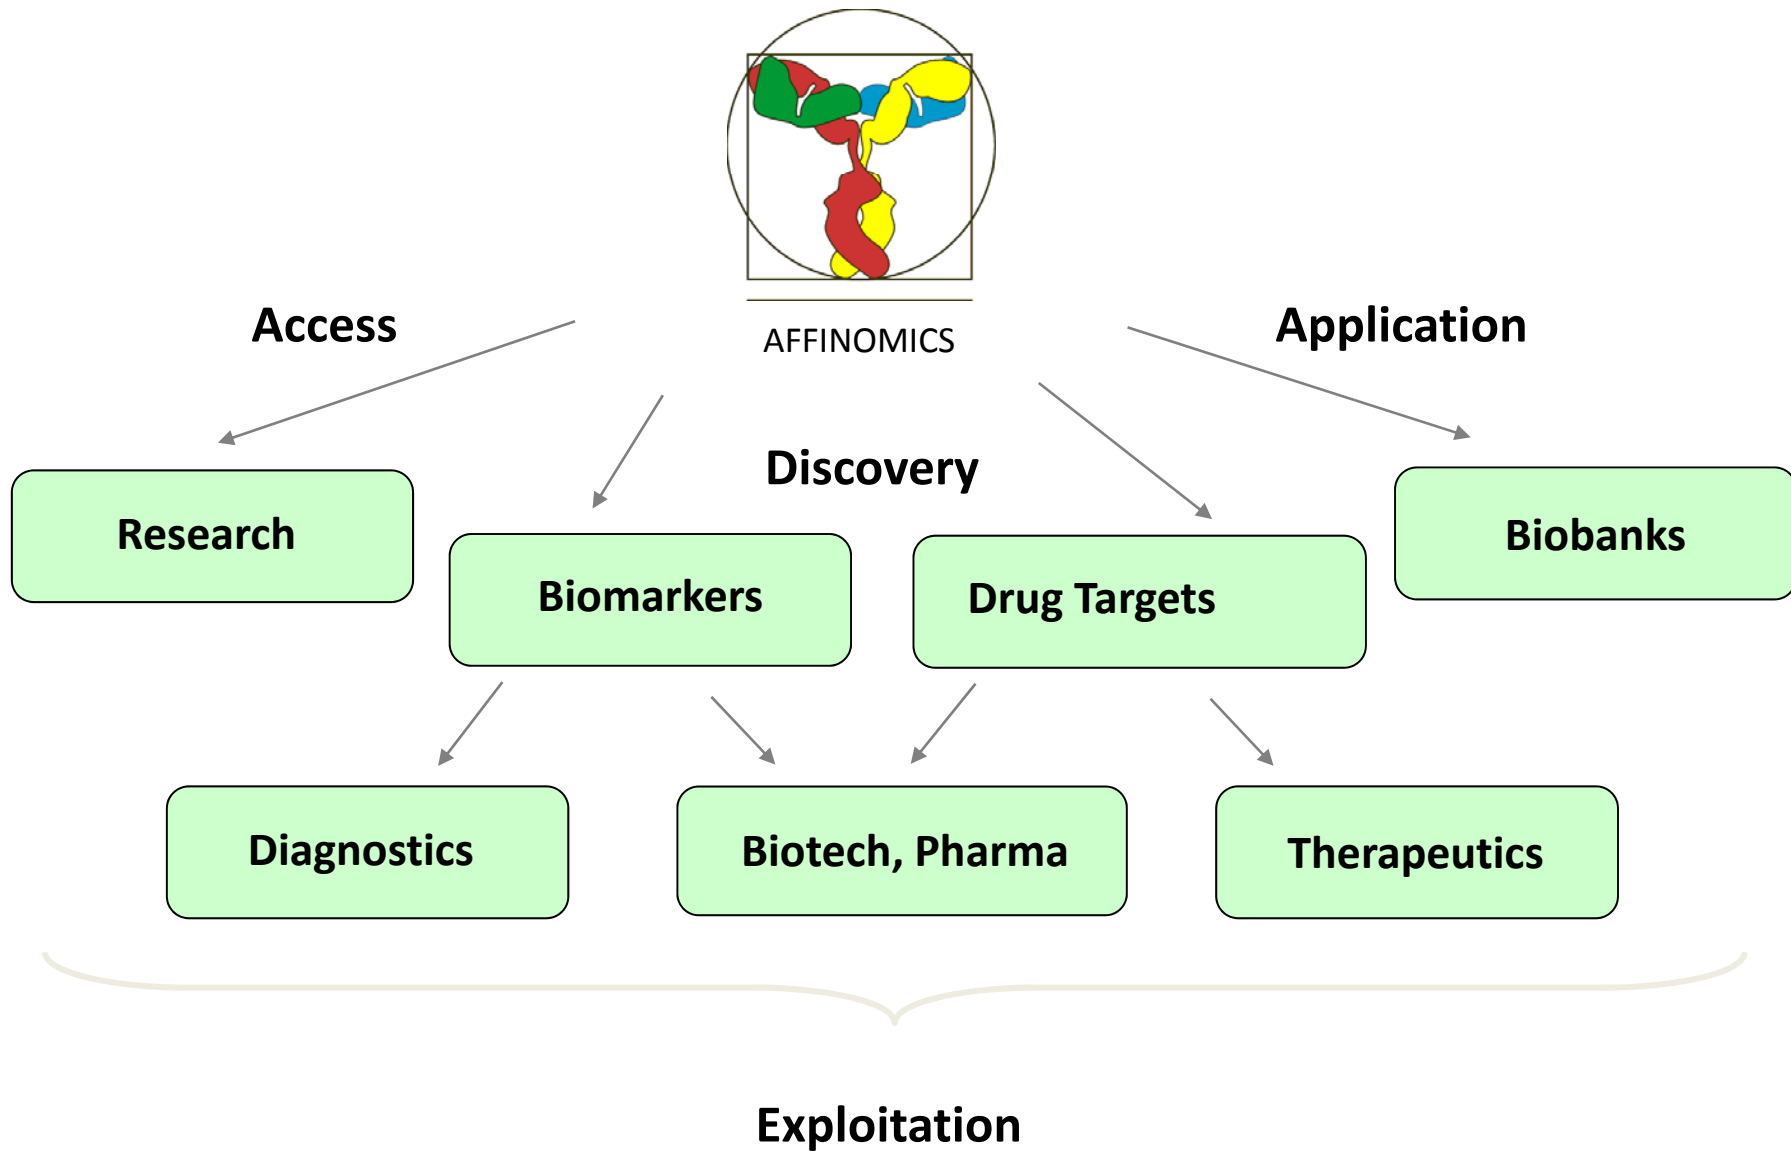 AFFINOMICS
Access
Application
Discovery
Research
Biobanks
Biomarkers
Drug Targets
Diagnostics
Biotech, Pharma
Therapeutics
Exploitation